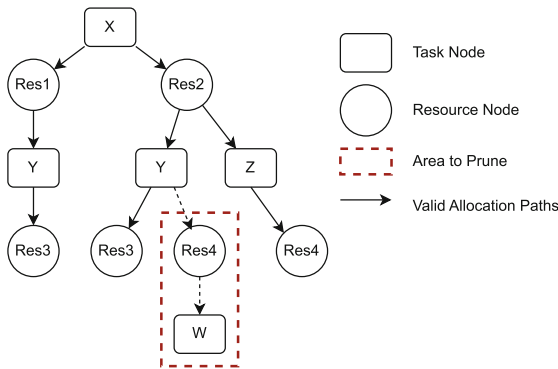 X
Res1
Res2
Y
Y
Z
Res3
Res3
Res4
Res4
W
Task Node
Resource Node
Area to Prune
Valid Allocation Paths